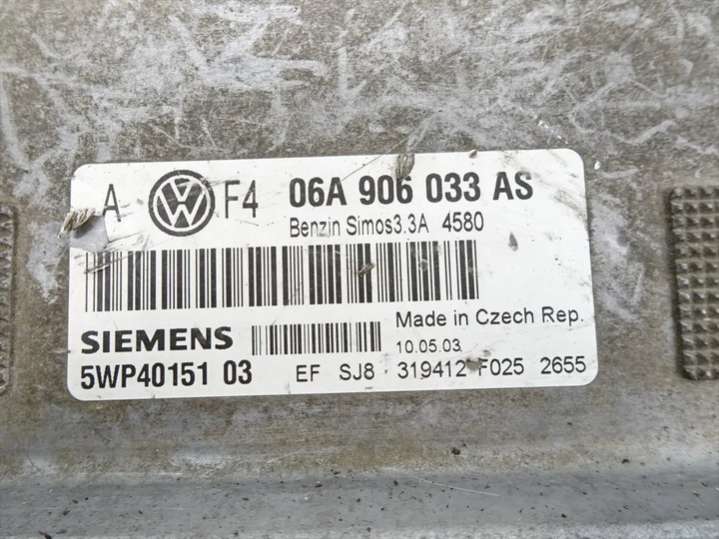 A VW F4 06A 906 033 AS
Benzin Simos3.3A 4580
SIEMENS
Made in Czech Rep.
10.05.03
5WP40151 03 EF SJ8 319412 F025 2655